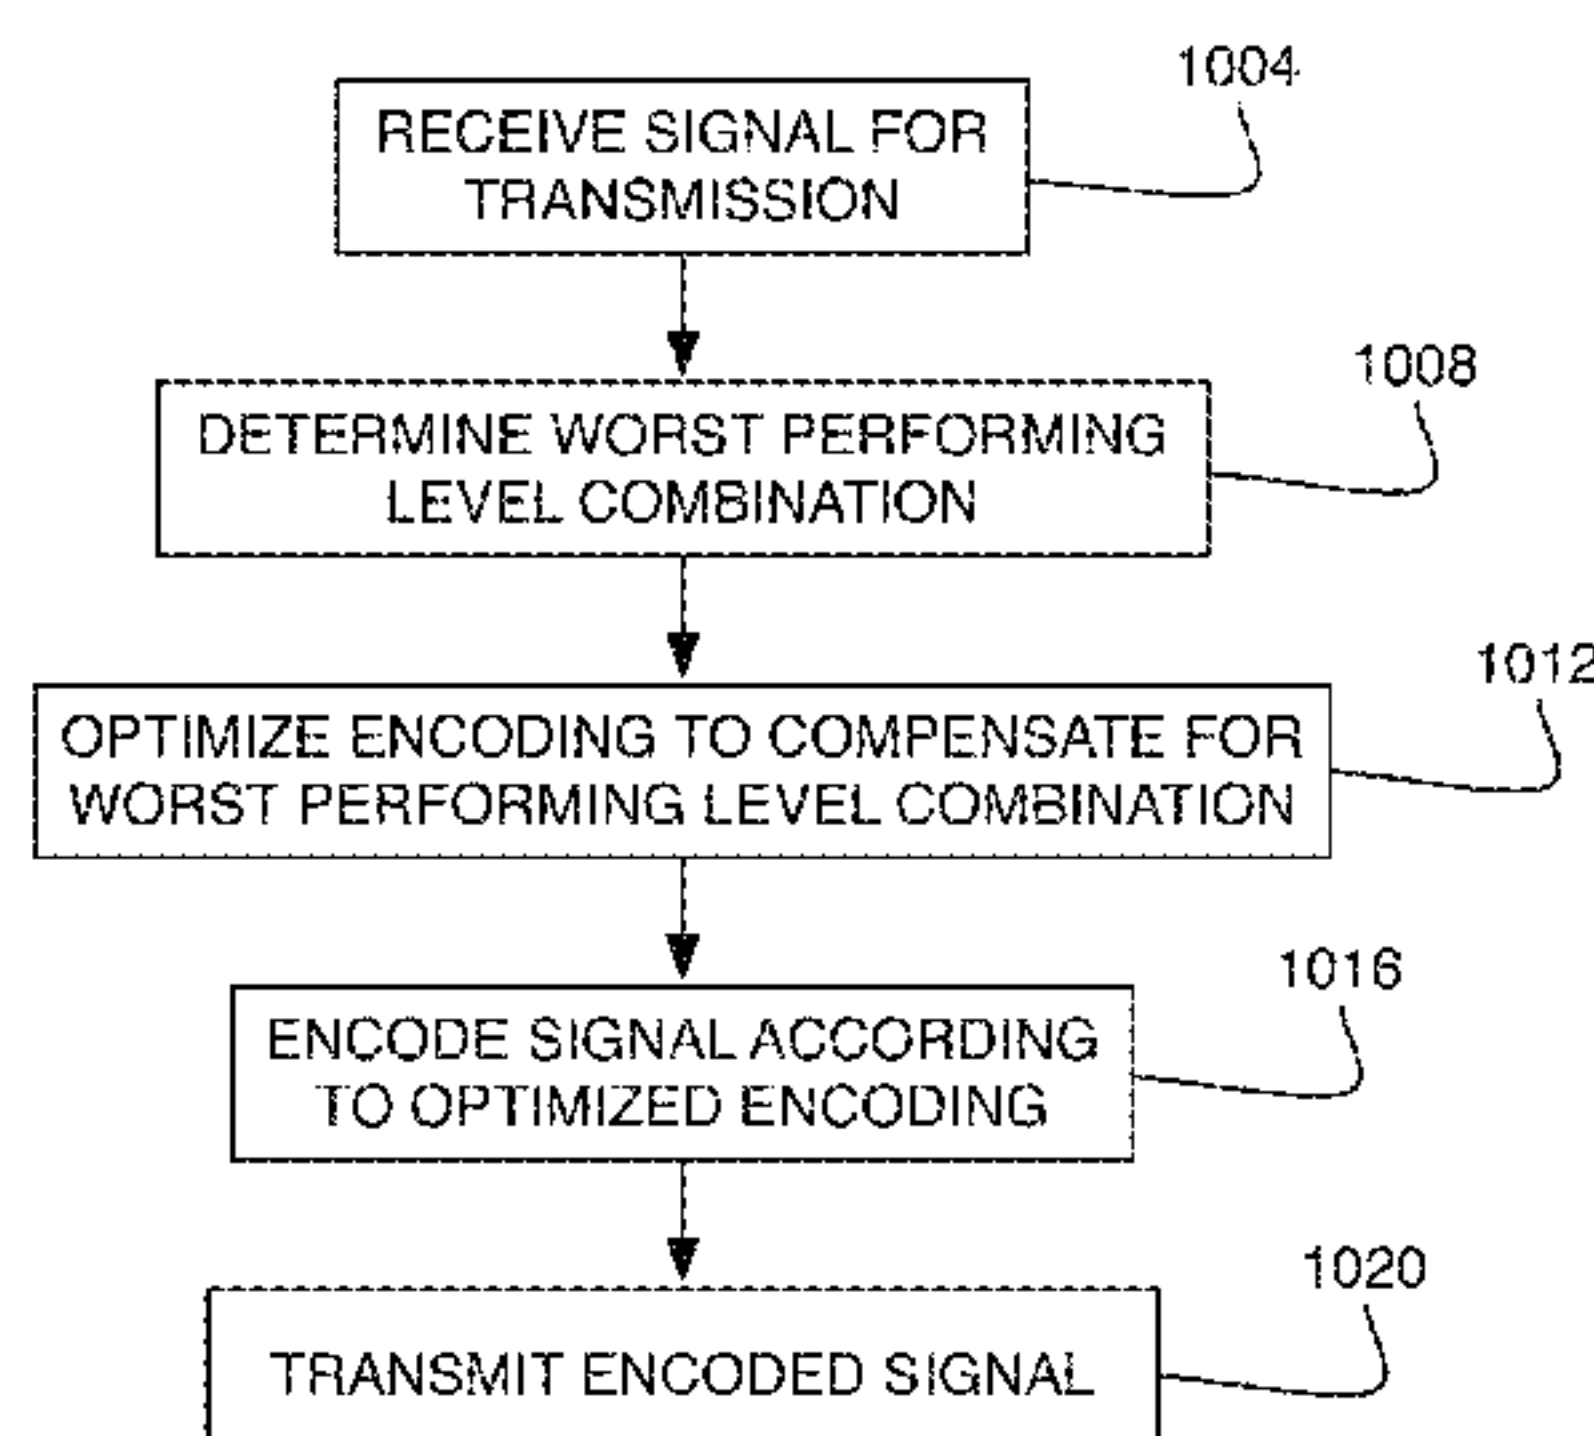 1004
RECEIVE SIGNAL FOR
TRANSMISSION
1008
DETERMINE WORST PERFORMING
LEVEL COMBINATION
1012
OPTIMIZE ENCODING TO COMPENSATE FOR
WORST PERFORMING LEVEL COMBINATION
1016
ENCODE SIGNAL ACCORDING
TO OPTIMIZED ENCODING
1020
TRANSMIT ENCODED SIGNAL